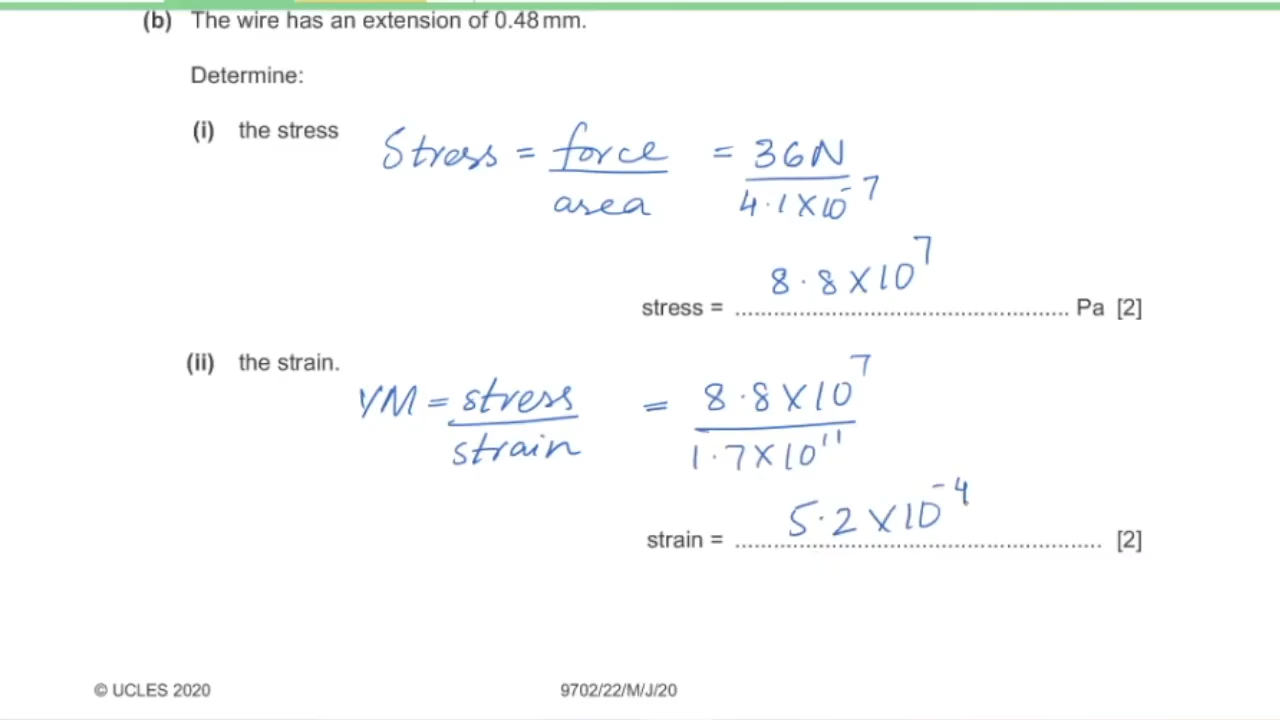 (b) The wire has an extension of 0.48 mm.
Determine:
(i) the stress
Stress = force / area = 36N / 4.1 × 10⁻⁷
8.8 × 10⁷
stress = .................................................. Pa [2]
(ii) the strain.
YM = stress / strain = 8.8 × 10⁷ / 1.7 × 10¹¹
5.2 × 10⁻⁴
strain = ...................................................... [2]
© UCLES 2020 9702/22/M/J/20